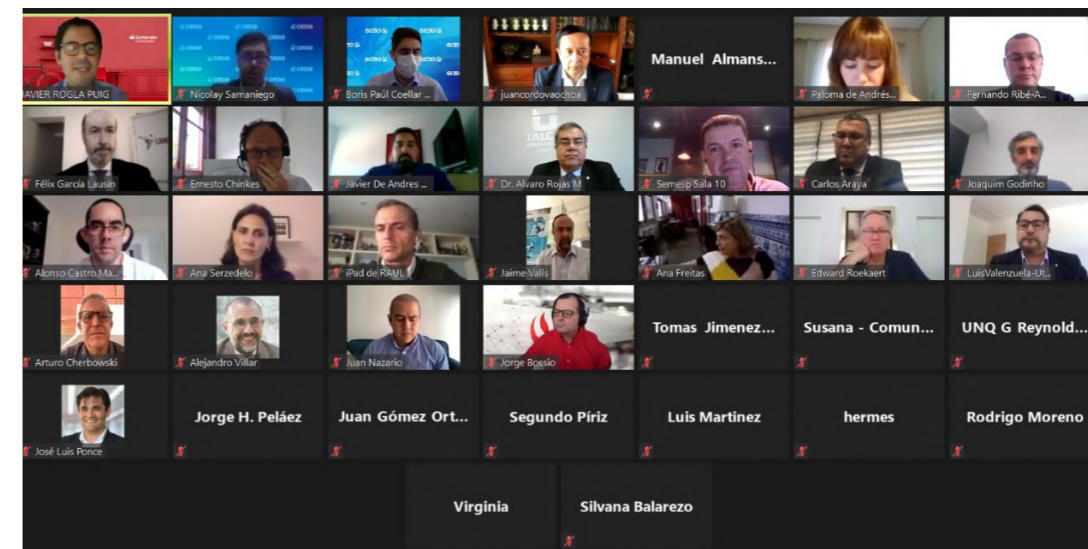 Santander
JAVIER ROGLA PUIG
CEDIA
Nicolay Samaniego
Boris Paúl Coellar ...
juancordovaochoa
Manuel Almans...
Paloma de Andrés...
Fernando Ribé-A...
Félix García Lausín
Ernesto Chinkes
Javier De Andres ...
TALCA
Dr. Alvaro Rojas M
Semesp Sala 10
Carlos Araya
Joaquim Godinho
Alonso Castro Ma...
Ana Serzedelo
iPad de RAUL
Jaime Valls
Ana Freitas
Edward Roekaert
LuisValenzuela-Ut...
Arturo Cherbowski
Alejandro Villar
Juan Nazario
Jorge Bossio
Tomas Jimenez...
Susana - Comun...
UNQ G Reynold...
José Luis Ponce
Jorge H. Peláez
Juan Gómez Ort...
Segundo Píriz
Luis Martinez
hermes
Rodrigo Moreno
Virginia
Silvana Balarezo